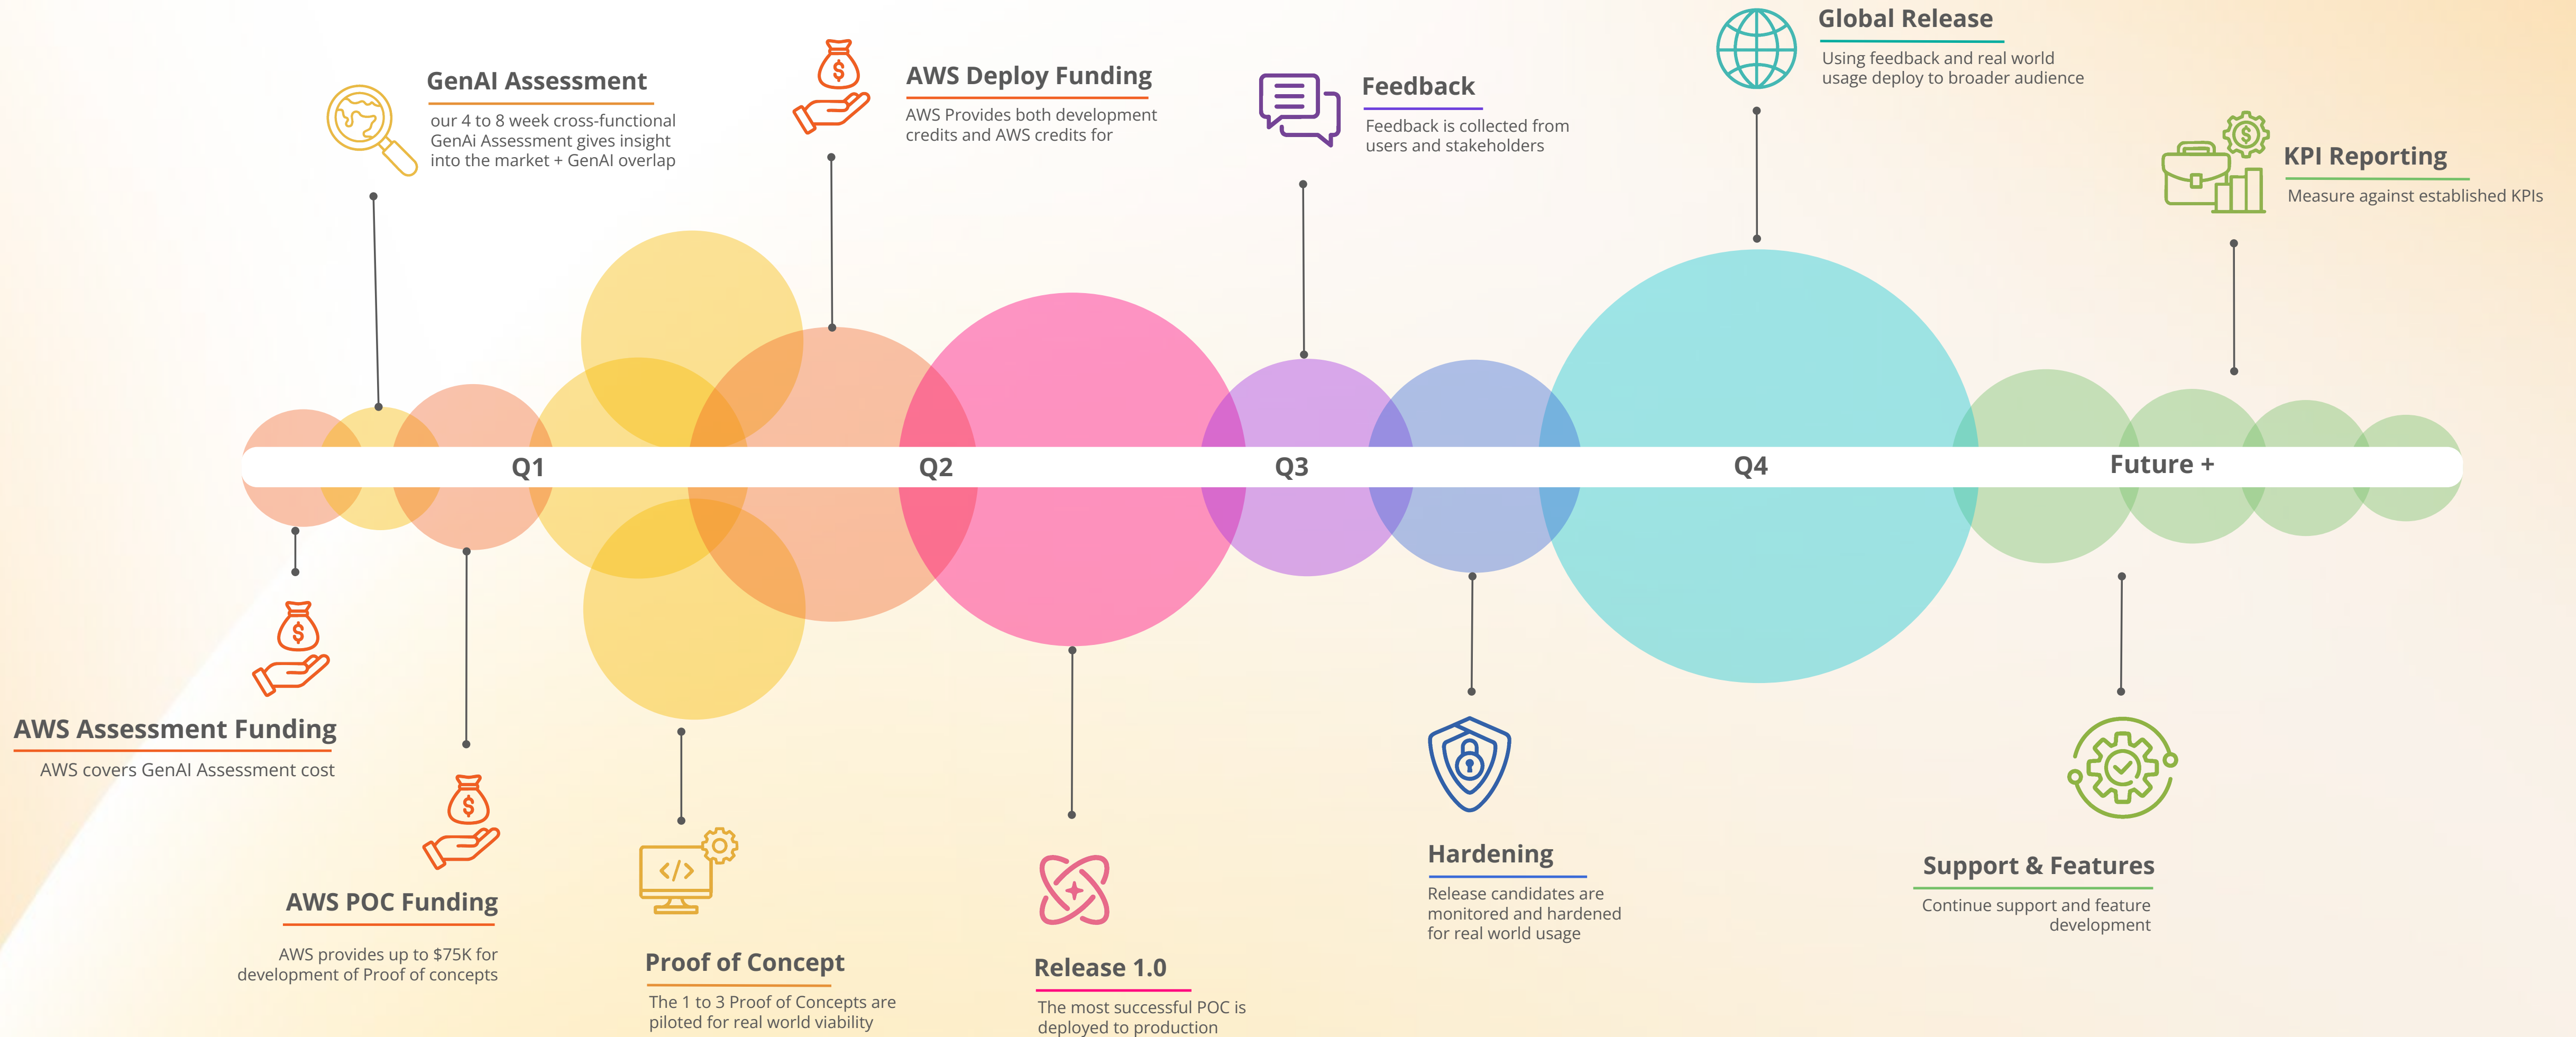 GenAI Assessment
our 4 to 8 week cross-functional
GenAi Assessment gives insight
into the market + GenAI overlap
AWS Deploy Funding
AWS Provides both development
credits and AWS credits for
Feedback
Feedback is collected from
users and stakeholders
Global Release
Using feedback and real world
usage deploy to broader audience
KPI Reporting
Measure against established KPIs
Q1
Q2
Q3
Q4
Future +
AWS Assessment Funding
AWS covers GenAI Assessment cost
AWS POC Funding
AWS provides up to $75K for
development of Proof of concepts
Proof of Concept
The 1 to 3 Proof of Concepts are
piloted for real world viability
Release 1.0
The most successful POC is
deployed to production
Hardening
Release candidates are
monitored and hardened
for real world usage
Support & Features
Continue support and feature
development